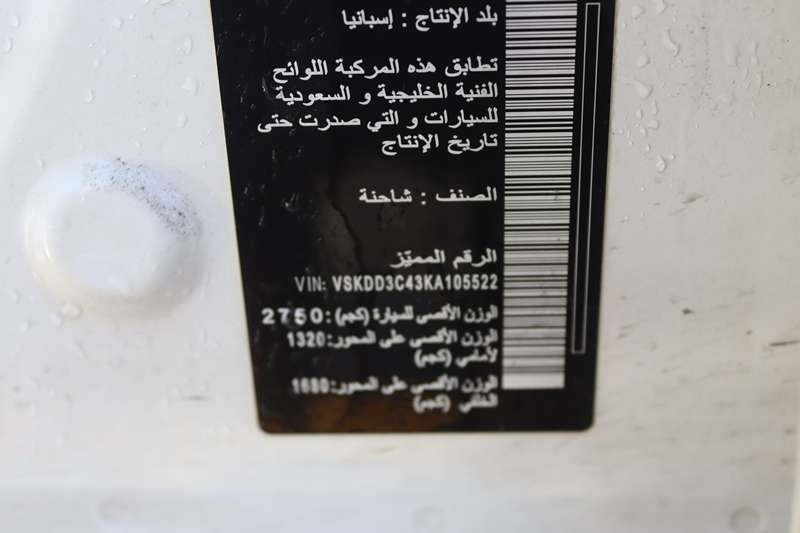 بلد الإنتاج : إسبانيا
تطابق هذه المركبة اللوائح
الفنية الخليجية و السعودية
للسيارات و التي صدرت حتى
تاريخ الإنتاج
الصنف : شاحنة
الرقم المميّز
VIN: VSKDD3C43KA105522
الوزن الأقصى للسيارة (كجم):2750
الوزن الأقصى على المحور:1320
لأمامي (كجم)
الوزن الأقصى على المحور:1680
الخلفي (كجم)